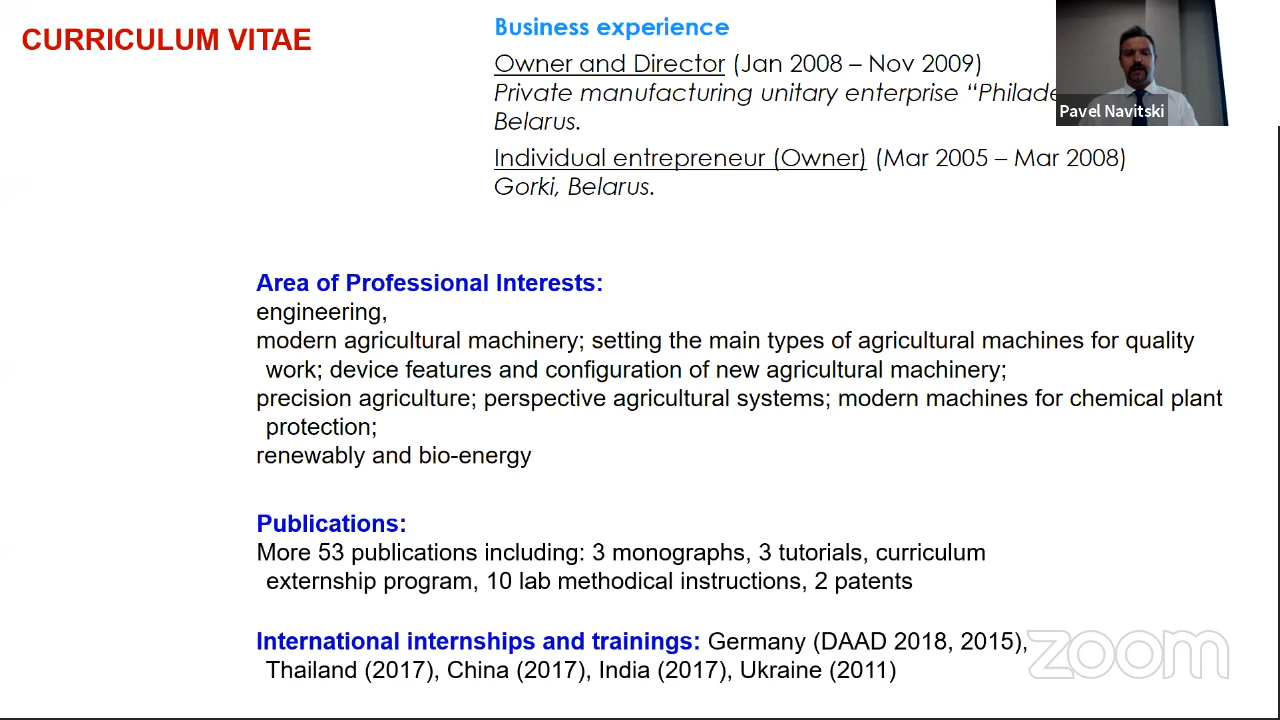 CURRICULUM VITAE
Business experience
Owner and Director (Jan 2008 – Nov 2009)
Private manufacturing unitary enterprise
Belarus.
Pavel Navitski
Individual entrepreneur (Owner) (Mar 2005 – Mar 2008)
Gorki, Belarus.
Area of Professional Interests:
engineering,
modern agricultural machinery; setting the main types of agricultural machines for quality
work; device features and configuration of new agricultural machinery;
precision agriculture; perspective agricultural systems; modern machines for chemical plant
protection;
renewably and bio-energy
Publications:
More 53 publications including: 3 monographs, 3 tutorials, curriculum
externship program, 10 lab methodical instructions, 2 patents
International internships and trainings: Germany (DAAD 2018, 2015),
Thailand (2017), China (2017), India (2017), Ukraine (2011)
zoom